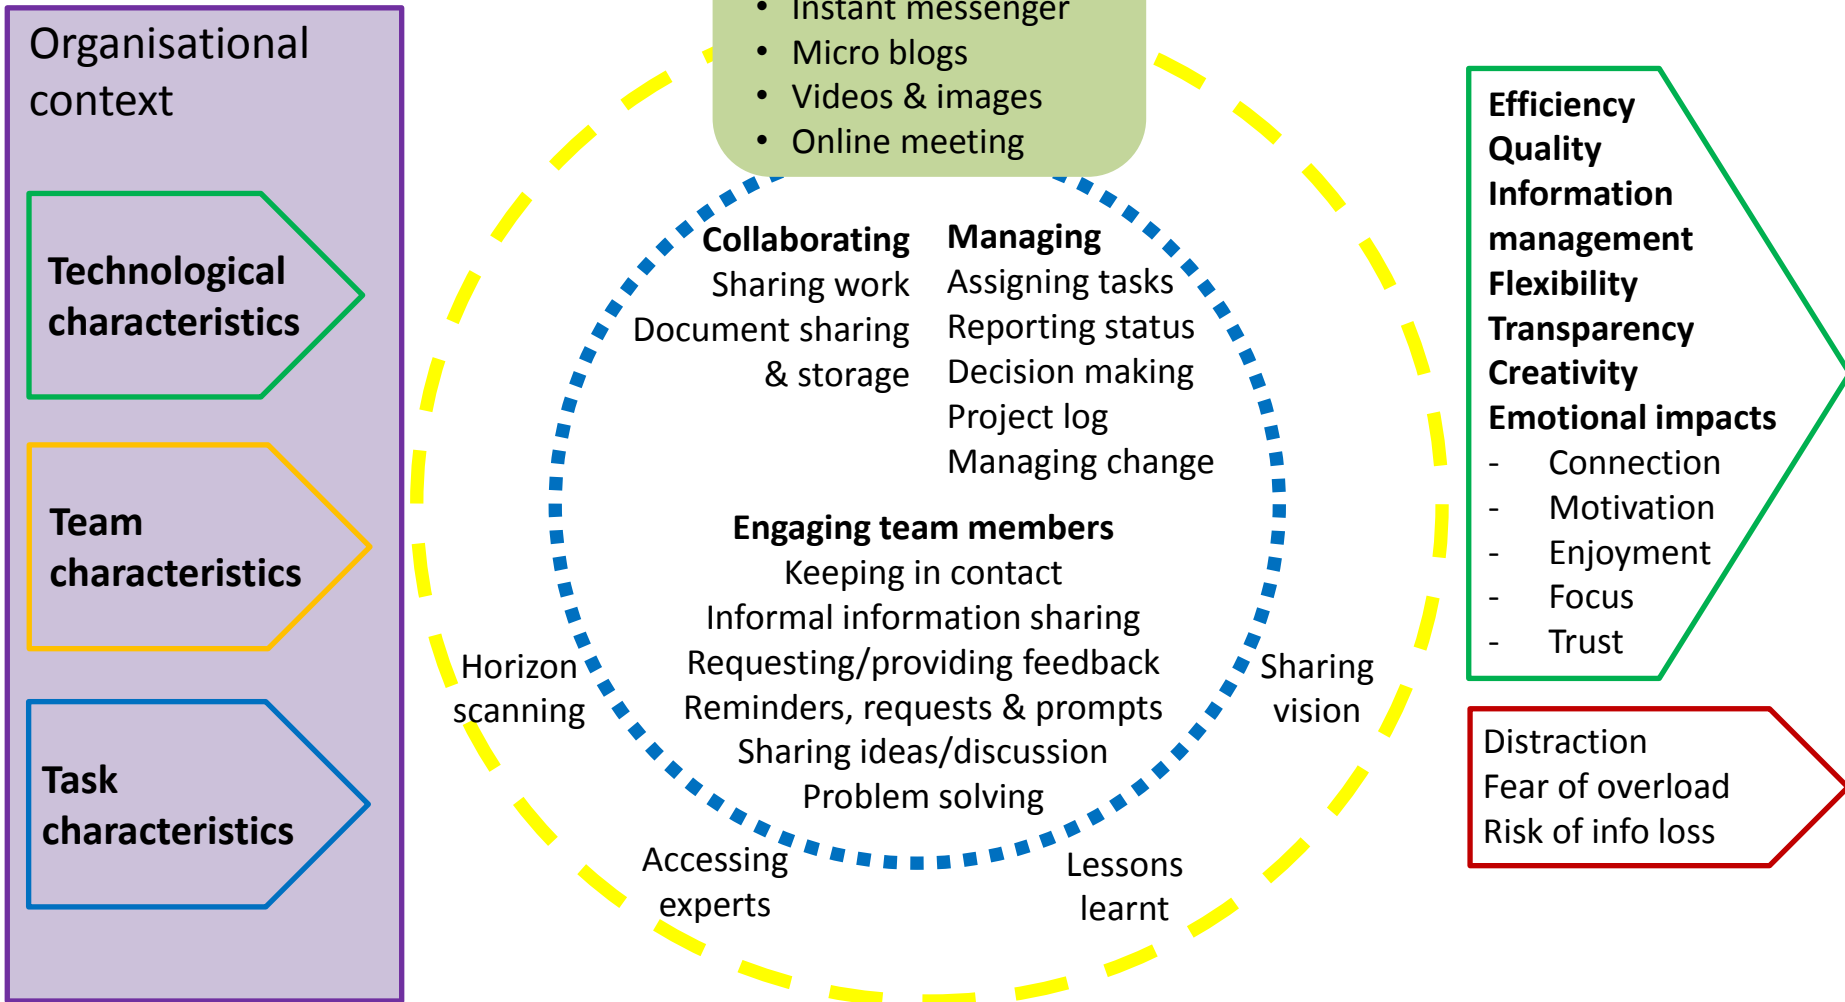 Organisational
context
Technological
characteristics
Team
characteristics
Task
characteristics
• Instant messenger
• Micro blogs
• Videos & images
• Online meeting
Collaborating
Sharing work
Document sharing
& storage
Managing
Assigning tasks
Reporting status
Decision making
Project log
Managing change
Engaging team members
Keeping in contact
Informal information sharing
Requesting/providing feedback
Reminders, requests & prompts
Sharing ideas/discussion
Problem solving
Horizon
scanning
Accessing
experts
Lessons
learnt
Sharing
vision
Efficiency
Quality
Information
management
Flexibility
Transparency
Creativity
Emotional impacts
- Connection
- Motivation
- Enjoyment
- Focus
- Trust
Distraction
Fear of overload
Risk of info loss